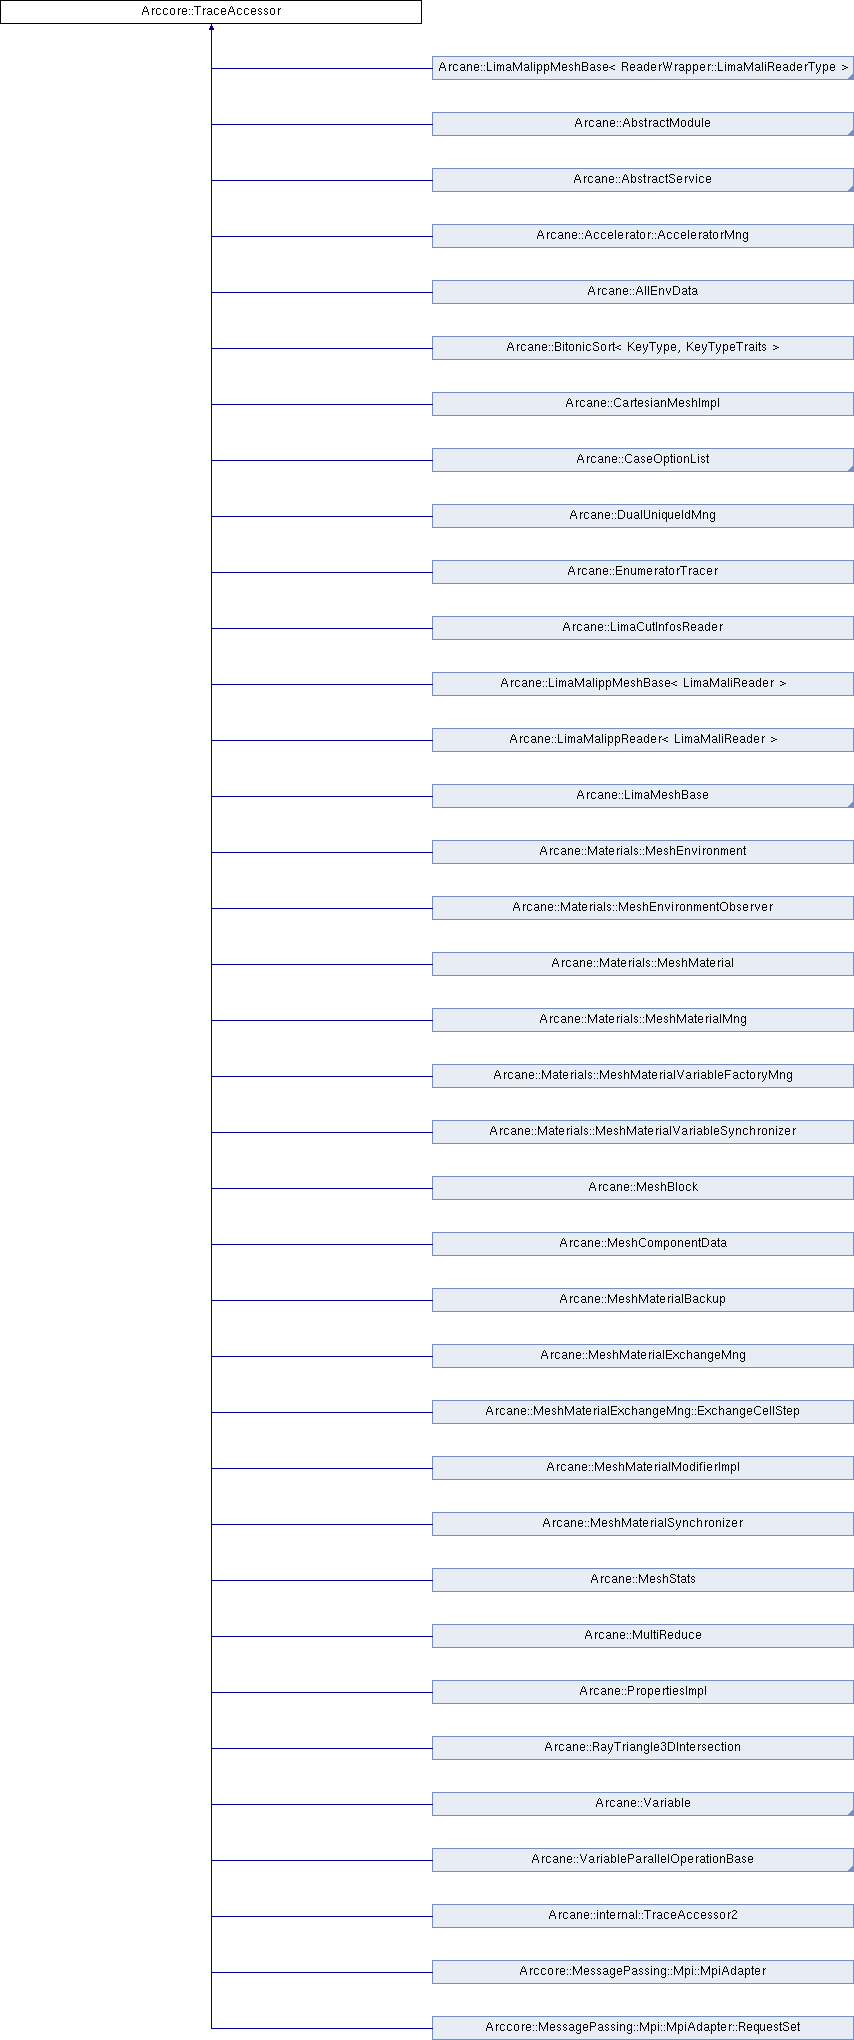 Arccore::TraceAccessor
Arcane::LimaMalippMeshBase< ReaderWrapper::LimaMaliReaderType >
Arcane::AbstractModule
Arcane::AbstractService
Arcane::Accelerator::AcceleratorMng
Arcane::AllEnvData
Arcane::BitonicSort< KeyType, KeyTypeTraits >
Arcane::CartesianMeshImpl
Arcane::CaseOptionList
Arcane::DualUniqueIdMng
Arcane::EnumeratorTracer
Arcane::LimaCutInfosReader
Arcane::LimaMalippMeshBase< LimaMaliReader >
Arcane::LimaMalippReader< LimaMaliReader >
Arcane::LimaMeshBase
Arcane::Materials::MeshEnvironment
Arcane::Materials::MeshEnvironmentObserver
Arcane::Materials::MeshMaterial
Arcane::Materials::MeshMaterialMng
Arcane::Materials::MeshMaterialVariableFactoryMng
Arcane::Materials::MeshMaterialVariableSynchronizer
Arcane::MeshBlock
Arcane::MeshComponentData
Arcane::MeshMaterialBackup
Arcane::MeshMaterialExchangeMng
Arcane::MeshMaterialExchangeMng::ExchangeCellStep
Arcane::MeshMaterialModifierImpl
Arcane::MeshMaterialSynchronizer
Arcane::MeshStats
Arcane::MultiReduce
Arcane::PropertiesImpl
Arcane::RayTriangle3DIntersection
Arcane::Variable
Arcane::VariableParallelOperationBase
Arcane::internal::TraceAccessor2
Arccore::MessagePassing::Mpi::MpiAdapter
Arccore::MessagePassing::Mpi::MpiAdapter::RequestSet